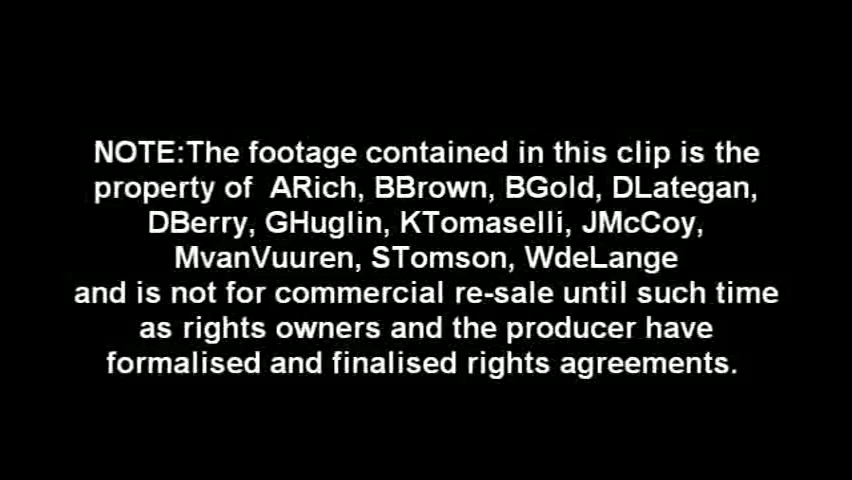 NOTE:The footage contained in this clip is the
property of  ARich, BBrown, BGold, DLategan,
DBerry, GHuglin, KTomaselli, JMcCoy,
MvanVuuren, STomson, WdeLange
and is not for commercial re-sale until such time
as rights owners and the producer have
formalised and finalised rights agreements.